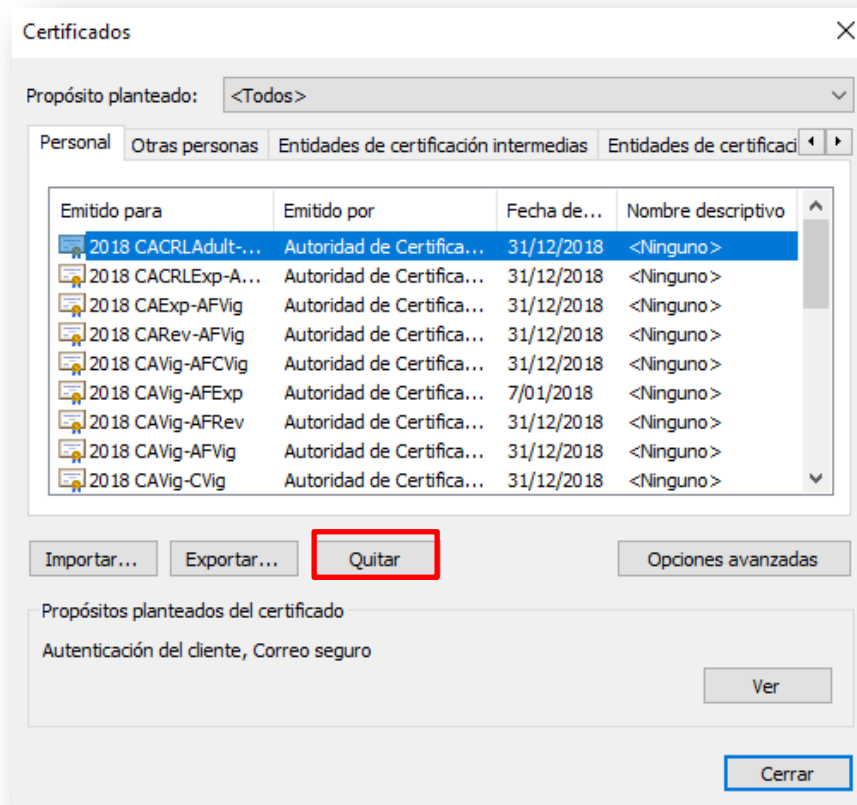 Certificados
Propósito planteado: <Todos>
Personal Otras personas Entidades de certificación intermedias Entidades de certificaci
Emitido para Emitido por Fecha de... Nombre descriptivo
2018 CACRLAdult-... Autoridad de Certifica... 31/12/2018 <Ninguno>
2018 CACRLExp-A... Autoridad de Certifica... 31/12/2018 <Ninguno>
2018 CAExp-AFVig Autoridad de Certifica... 31/12/2018 <Ninguno>
2018 CARev-AFVig Autoridad de Certifica... 31/12/2018 <Ninguno>
2018 CAVig-AFCVig Autoridad de Certifica... 31/12/2018 <Ninguno>
2018 CAVig-AFExp Autoridad de Certifica... 7/01/2018 <Ninguno>
2018 CAVig-AFRev Autoridad de Certifica... 31/12/2018 <Ninguno>
2018 CAVig-AFVig Autoridad de Certifica... 31/12/2018 <Ninguno>
2018 CAVig-CVig Autoridad de Certifica... 31/12/2018 <Ninguno>
Importar... Exportar... Quitar Opciones avanzadas
Propósitos planteados del certificado
Autenticación del cliente, Correo seguro
Ver
Cerrar